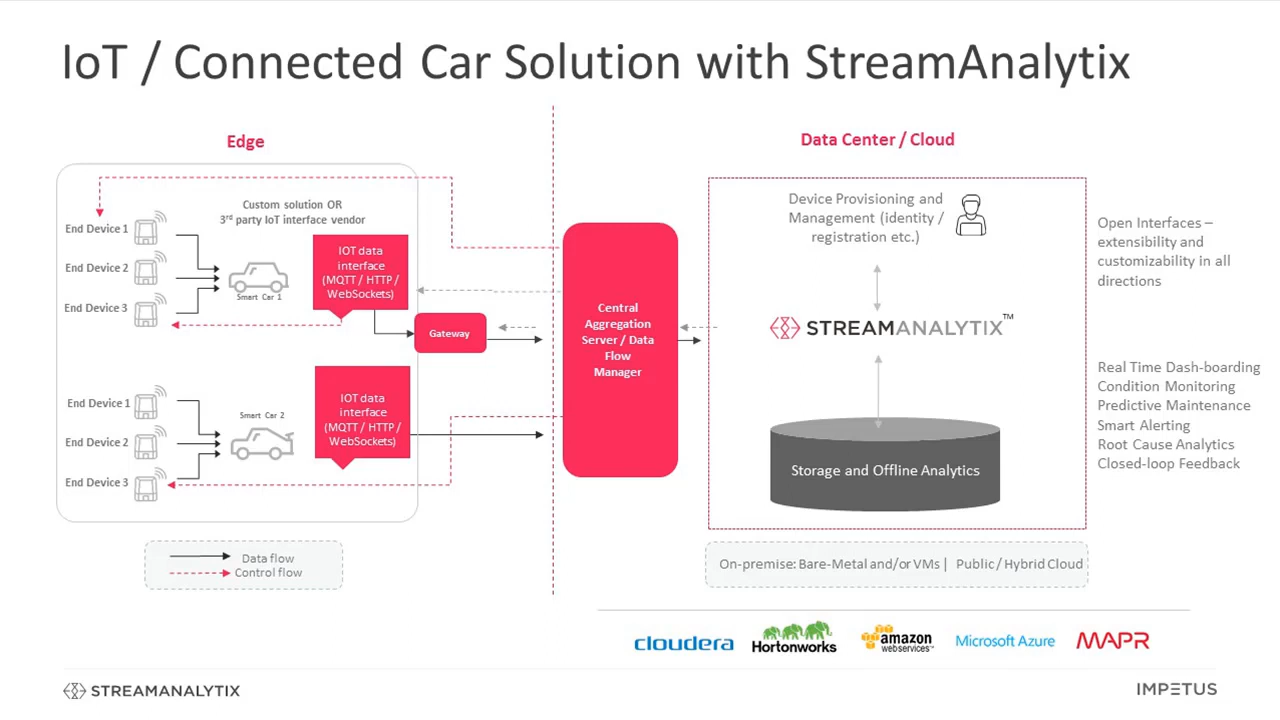 IoT / Connected Car Solution with StreamAnalytix
Edge
Custom solution OR
3rd party IoT interface vendor
End Device 1
End Device 2
End Device 3
Smart Car 1
IOT data
interface
(MQTT / HTTP /
WebSockets)
Gateway
End Device 1
End Device 2
End Device 3
Smart Car 2
IOT data
interface
(MQTT / HTTP /
WebSockets)
Data flow
Control flow
Central
Aggregation
Server / Data
Flow
Manager
Data Center / Cloud
Device Provisioning and
Management (identity /
registration etc.)
STREAMANALYTIX™
Storage and Offline Analytics
On-premise: Bare-Metal and/or VMs | Public / Hybrid Cloud
Open Interfaces –
extensibility and
customizability in all
directions
Real Time Dash-boarding
Condition Monitoring
Predictive Maintenance
Smart Alerting
Root Cause Analytics
Closed-loop Feedback
cloudera
Hortonworks
amazon
webservices™
Microsoft Azure
MAPR
STREAMANALYTIX
IMPETUS